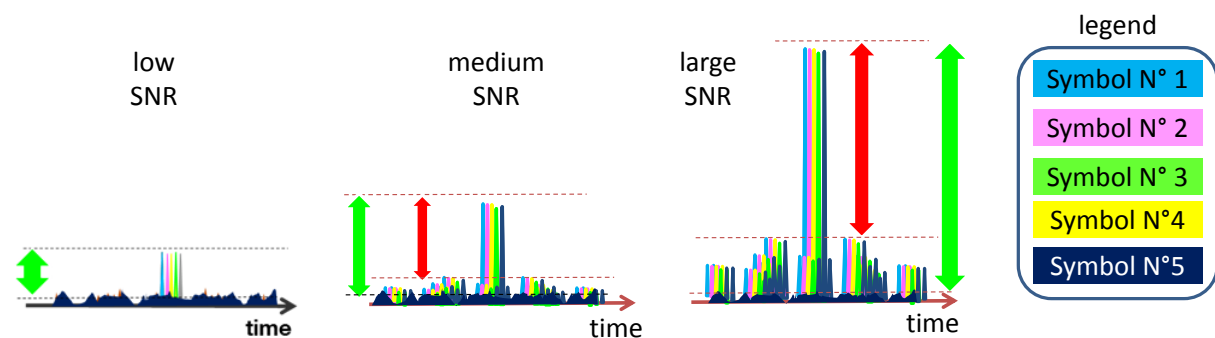 low
SNR
time
medium
SNR
time
large
SNR
time
legend
Symbol N° 1
Symbol N° 2
Symbol N° 3
Symbol N°4
Symbol N°5